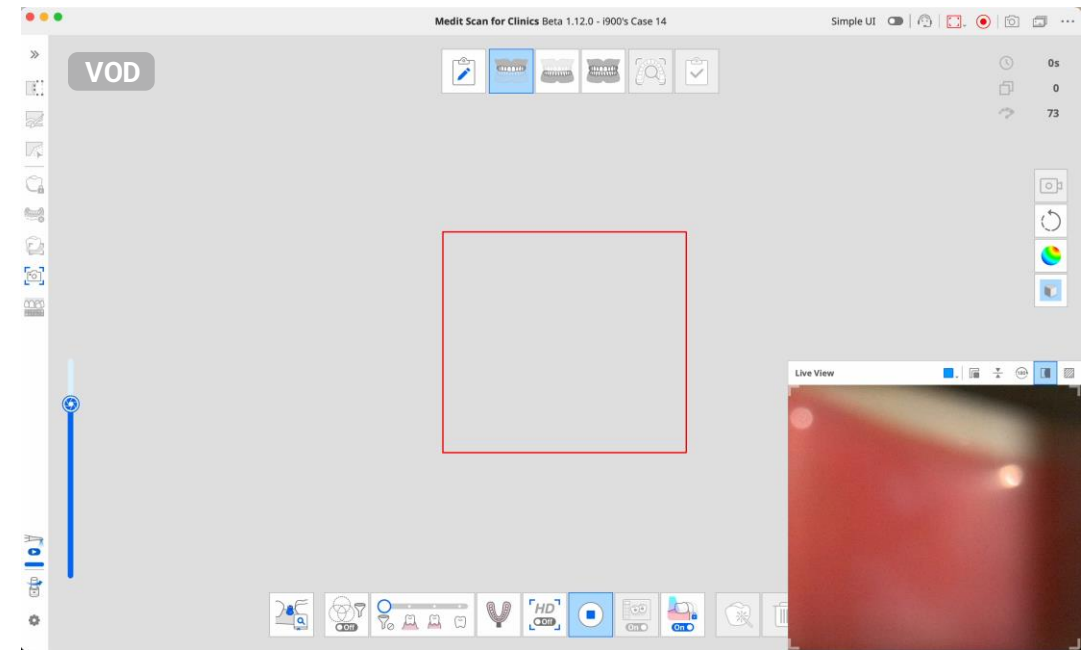 Medit Scan for Clinics Beta 1.12.0 - i900's Case 14
Simple UI
VOD
0s
0
73
Live View
Off
HD
Off
On
On